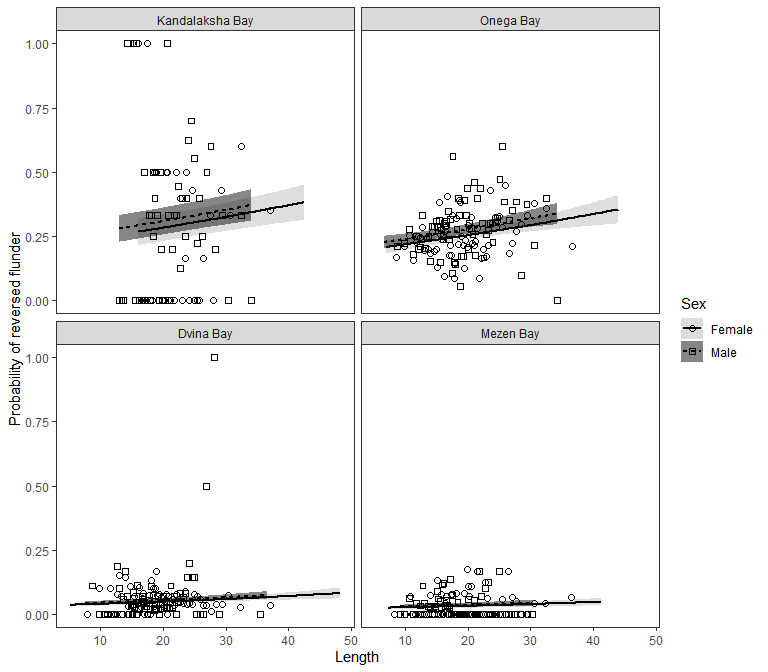 Kandalaksha Bay
Onega Bay
1.00
0.75
0.50
0.25
0.00
Dvina Bay
Mezen Bay
1.00
0.75
0.50
0.25
0.00
10 20 30 40 50
10 20 30 40 50
Length
Probability of reversed flunder
Sex
Female
Male